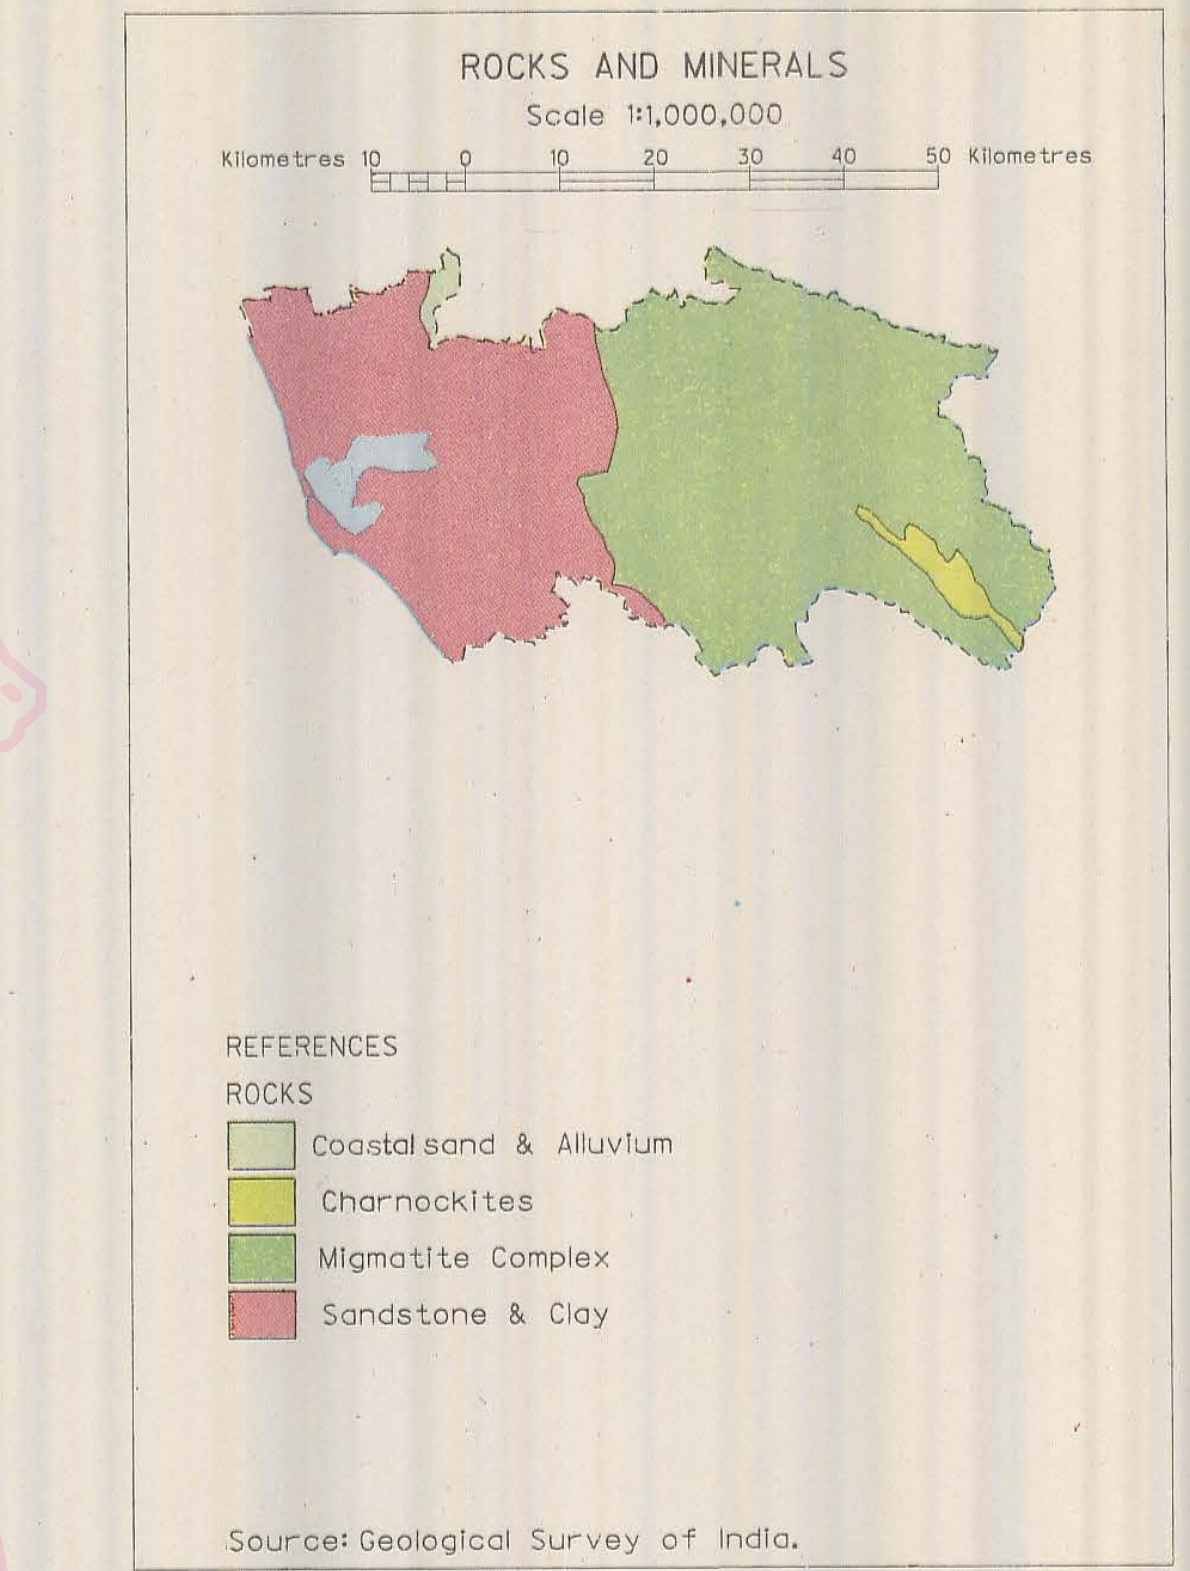 ROCKS AND MINERALS
Scale 1:1,000,000
Kilometres 10 0 10 20 30 40 50 Kilometres
REFERENCES
ROCKS
Coastal sand & Alluvium
Charnockites
Migmatite Complex
Sandstone & Clay
Source: Geological Survey of India.